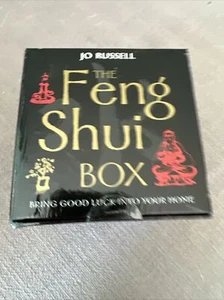 JO RUSSELL
THE
Feng
Shui
BOX
BRING GOOD LUCK INTO YOUR HOME